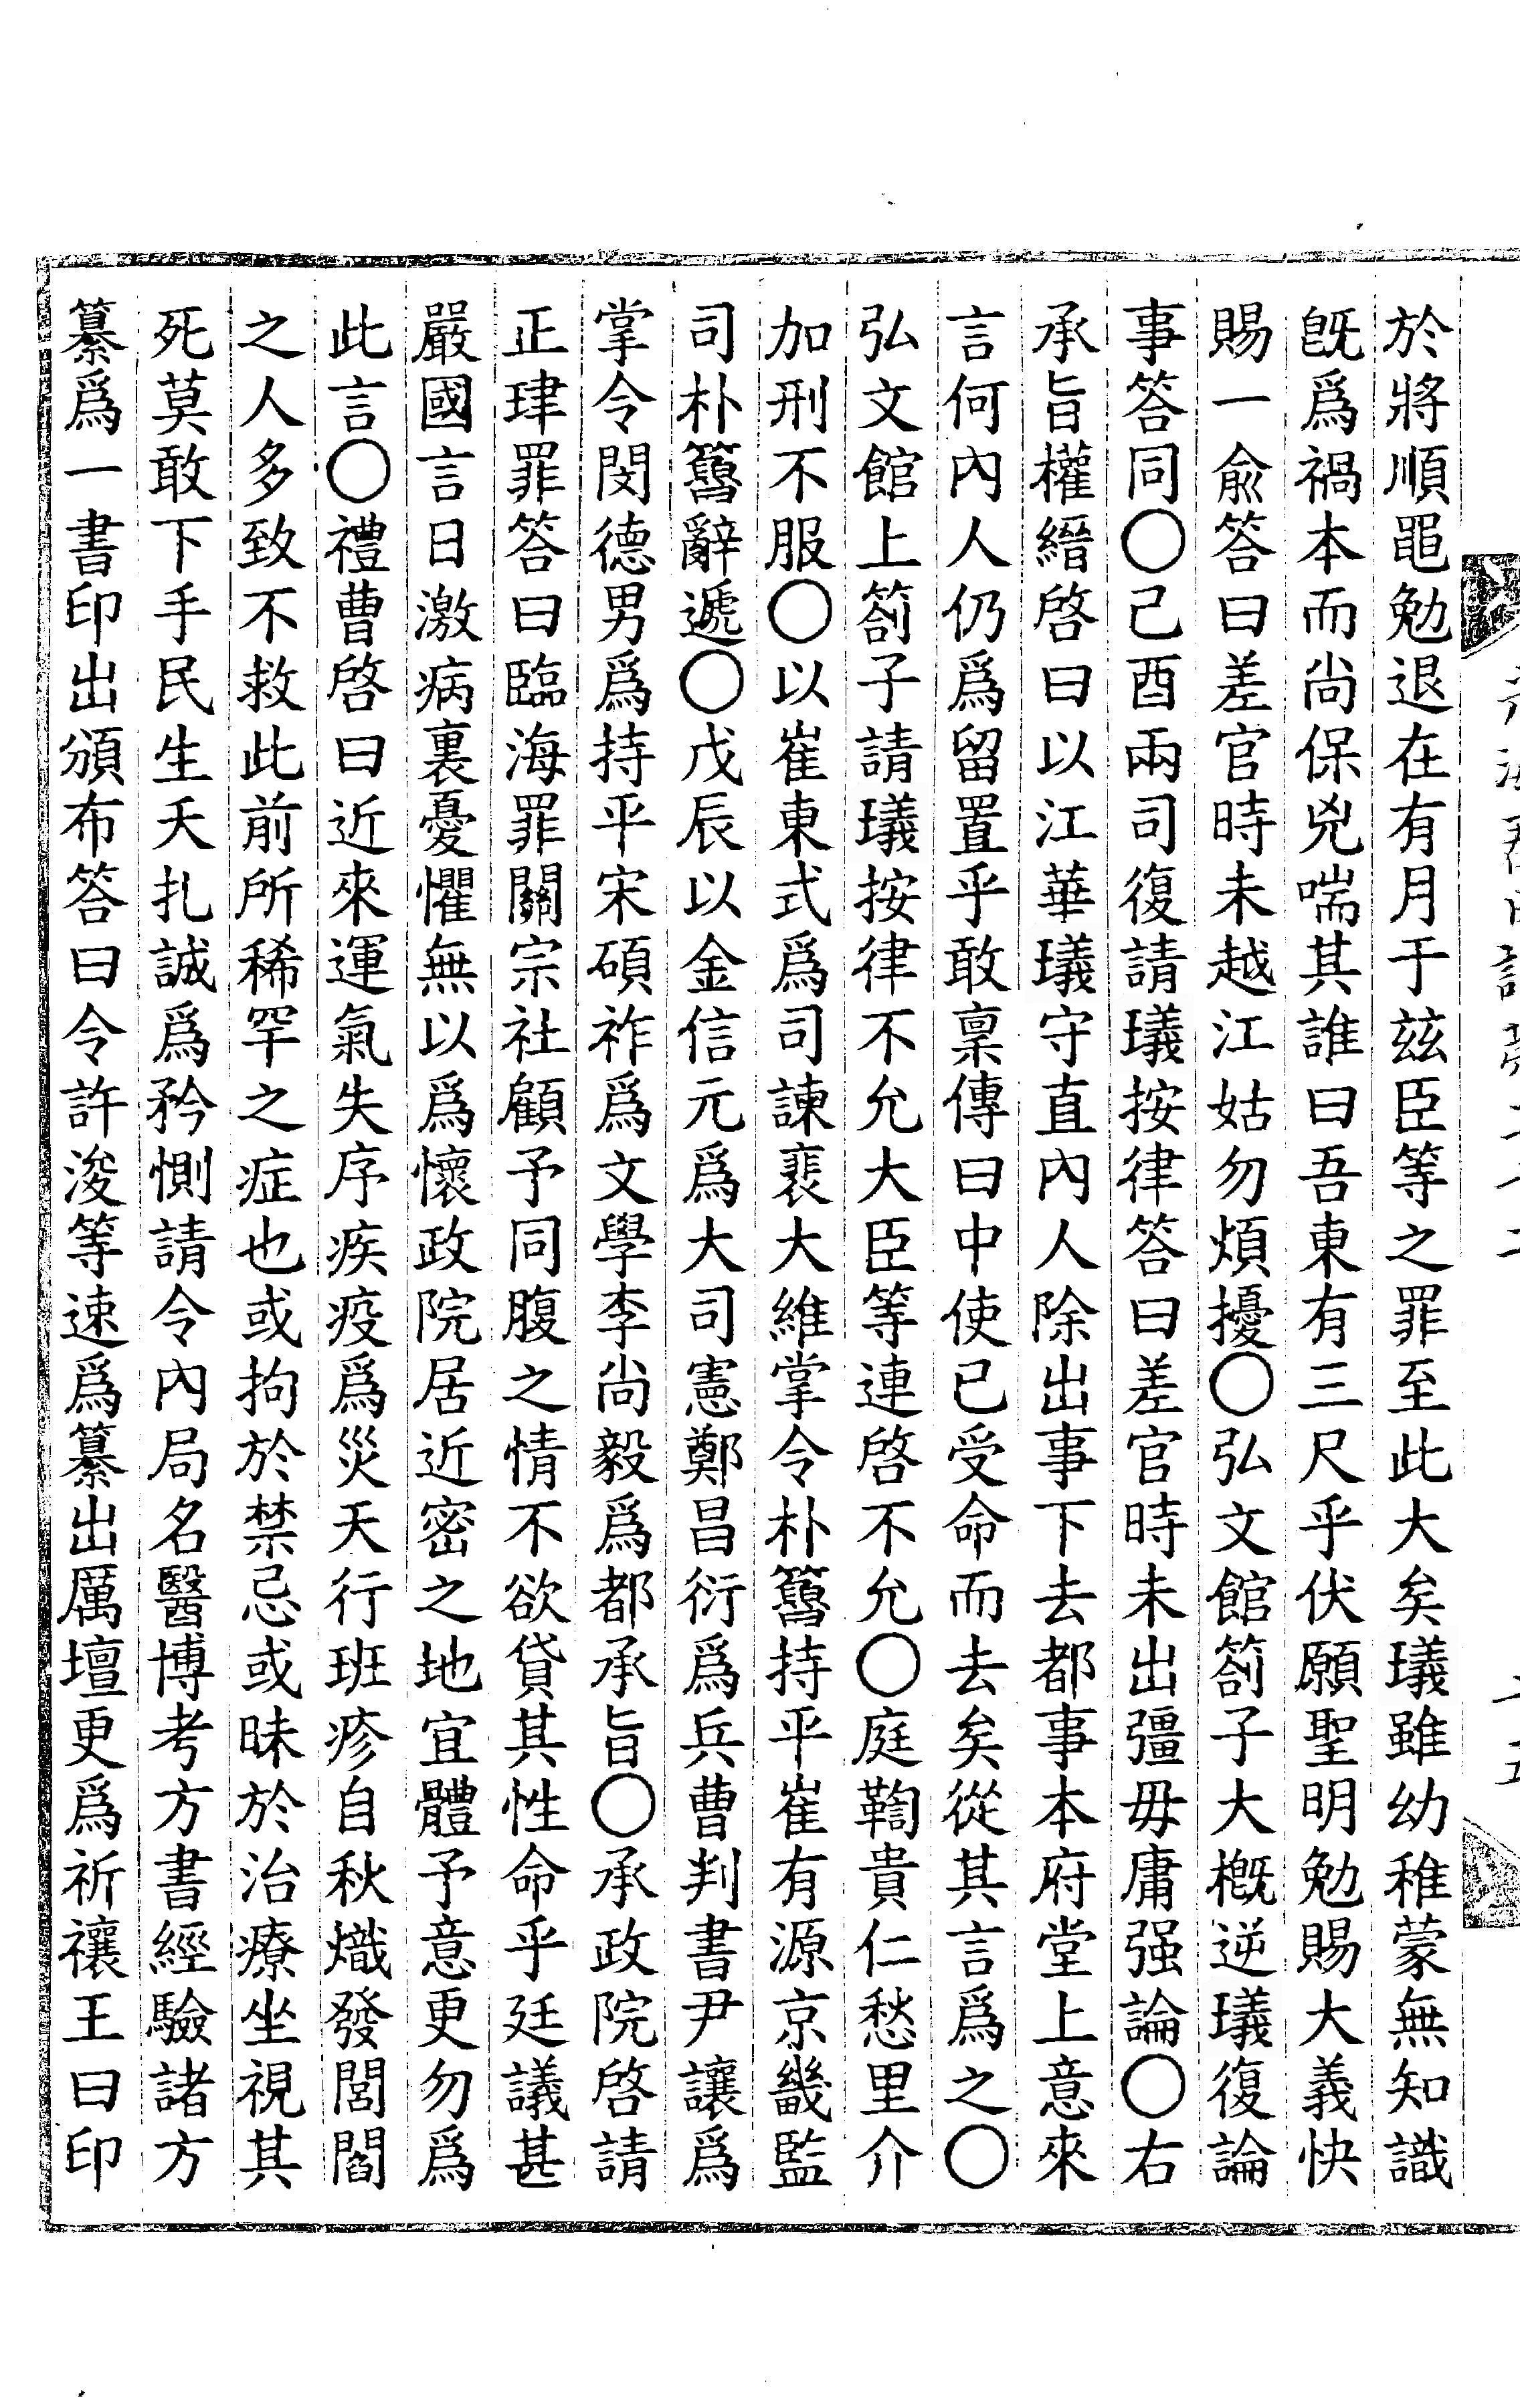 於將順黽勉退在有月于玆臣等之罪至此大矣㼁雖幼稚蒙無知識
旣爲禍本而尙保兇喘其誰曰吾東有三尺乎伏願聖明勉賜大義快
賜一兪答曰差官時未越江姑勿煩擾○弘文館箚子大槪逆㼁復論
事答同○己酉兩司復請㼁按律答曰差官時未出彊毋庸强論○右
承旨權縉啓曰以江華㼁守直內人除出事下去都事本府堂上意來
言何內人仍爲留置乎敢稟傳曰中使已受命而去矣從其言爲之○
弘文館上箚子請㼁按律不允大臣等連啓不允○庭鞫貴仁愁里介
加刑不服○以崔東式爲司諫裵大維掌令朴簹持平崔有源京畿監
司朴簹辭遞○戊辰以金信元爲大司憲鄭昌衍爲兵曹判書尹讓爲
掌令閔德男爲持平宋碩祚爲文學李尙毅爲都承旨○承政院啓請
正珒罪答曰臨海罪關宗社顧予同腹之情不欲貸其性命乎廷議甚
嚴國言日激病裏憂懼無以爲懷政院居近密之地宜體予意更勿爲
此言○禮曹啓曰近來運氣失序疾疫爲災天行班疹自秋熾發閭閻
之人多致不救此前所稀罕之症也或拘於禁忌或昧於治療坐視其
死莫敢下手民生夭扎誠爲矜惻請令內局名醫博考方書經驗諸方
纂爲一書印出頒布答曰令許浚等速爲纂出厲壇更爲祈禳王曰印